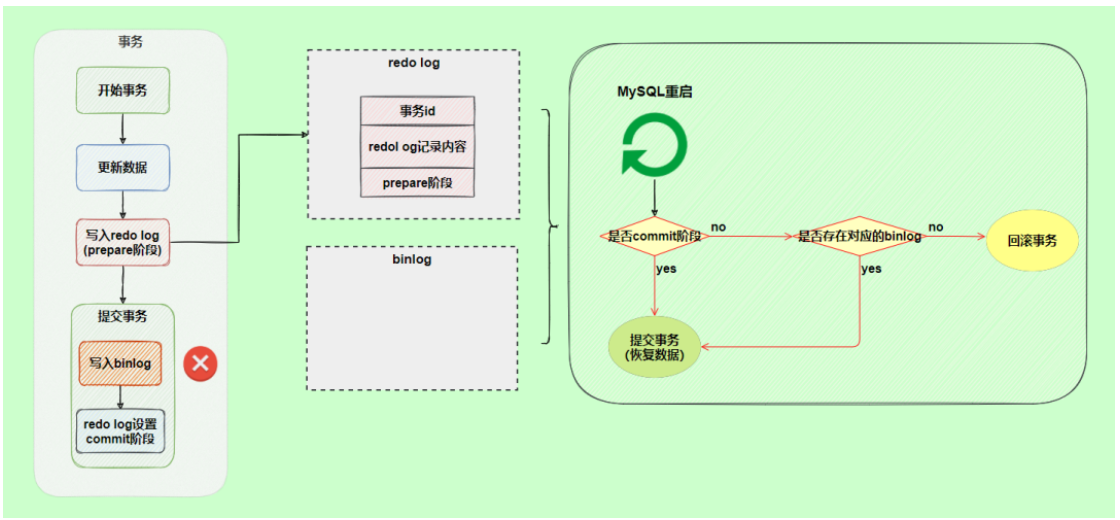 事务
开始事务
更新数据
写入redo log
(prepare阶段)
提交事务
写入binlog
redo log设置
commit阶段
redo log
事务id
redol og记录内容
prepare阶段
binlog
MySQL重启
是否commit阶段
no
是否存在对应的binlog
no
回滚事务
yes
yes
提交事务
(恢复数据)